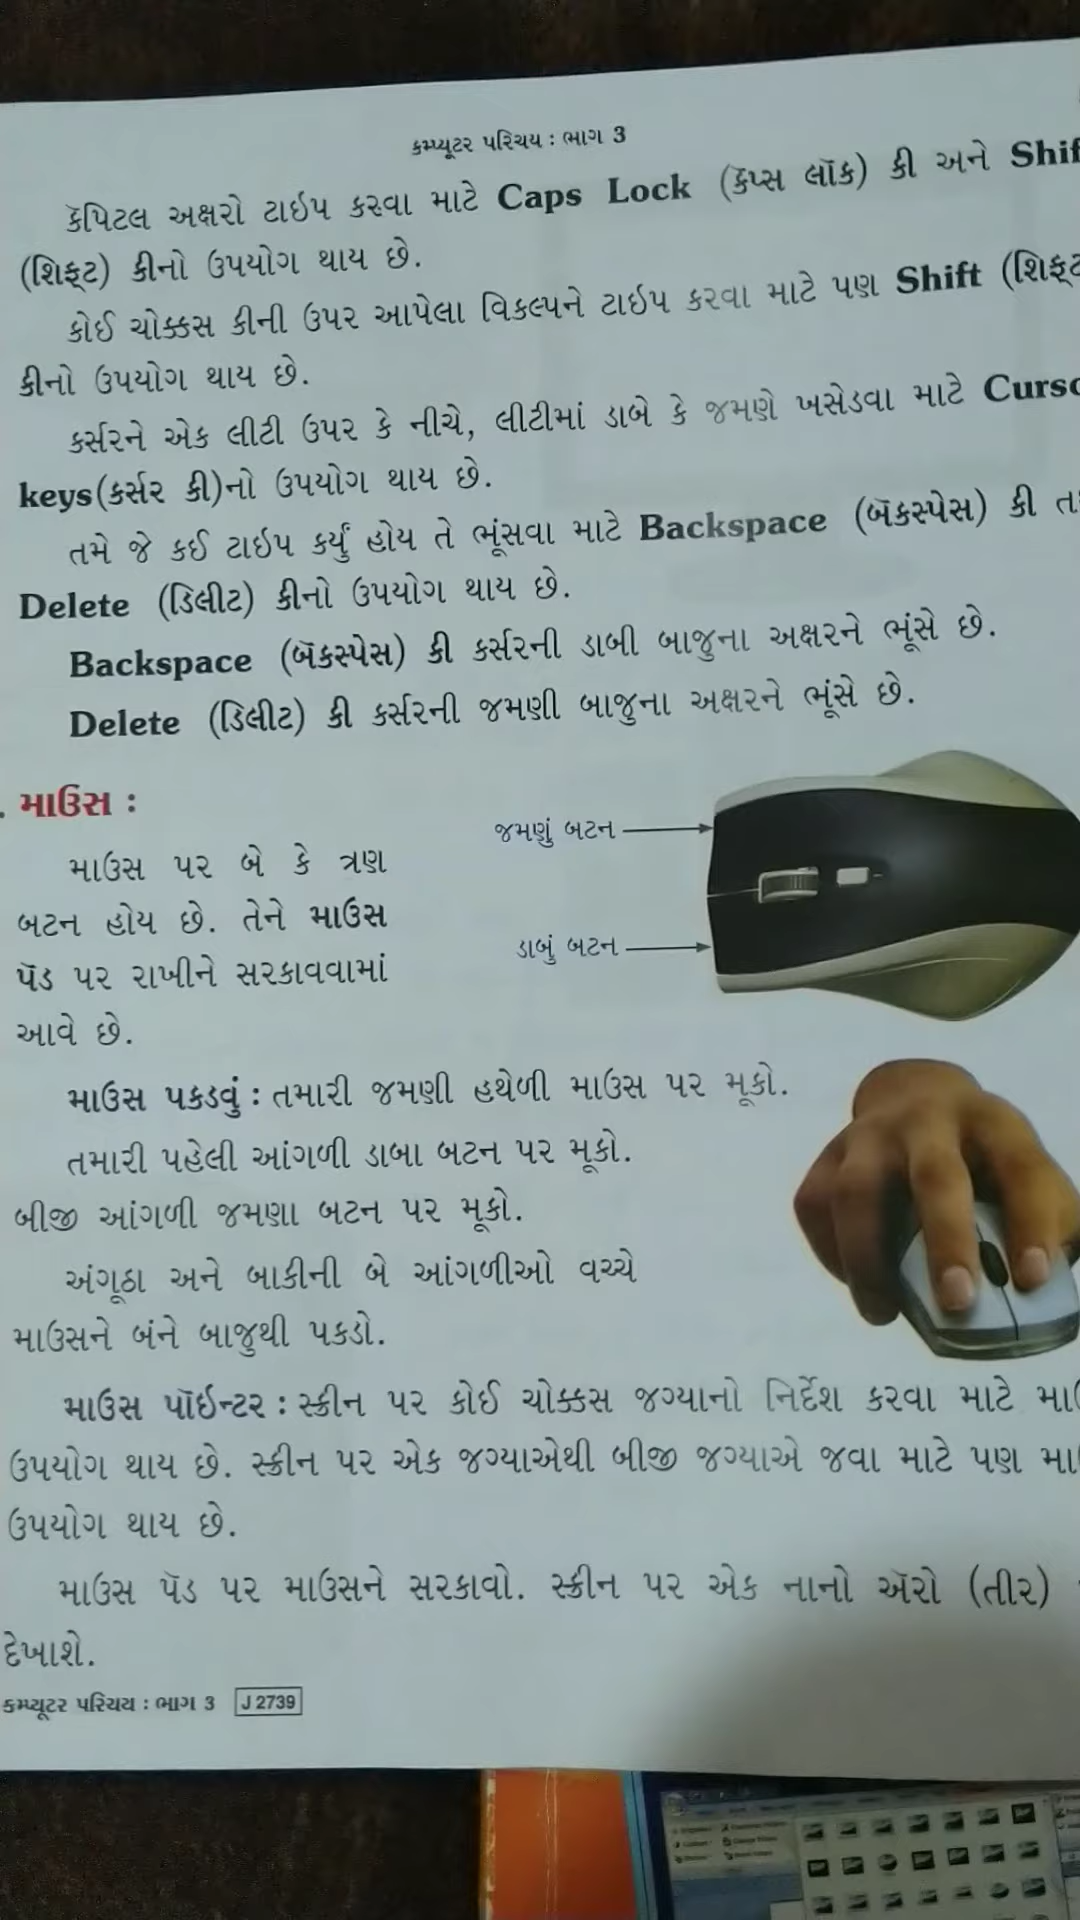 કમ્પ્યૂટર પરિચય : ભાગ 3
કૅપિટલ અક્ષરો ટાઇપ કરવા માટે Caps Lock (કૅપ્સ લૉક) કી અને
(શિફ્ટ) કીનો ઉપયોગ થાય છે.
કોઈ ચોક્કસ કીની ઉપર આપેલા વિકલ્પને ટાઇપ કરવા માટે પણ Shift (શિફ્ટ
કીનો ઉપયોગ થાય છે.
કર્સરને એક લીટી ઉપર કે નીચે, લીટીમાં ડાબે કે જમણે ખસેડવા માટે
keys(કર્સર કી)નો ઉપયોગ થાય છે.
તમે જે કઈ ટાઇપ કર્યું હોય તે ભૂંસવા માટે Backspace (બૅકસ્પેસ) કી
Delete (ડિલીટ) કીનો ઉપયોગ થાય છે.
Backspace (બૅકસ્પેસ) કી કર્સરની ડાબી બાજુના અક્ષરને ભૂંસે છે.
Delete (ડિલીટ) કી કર્સરની જમણી બાજુના અક્ષરને ભૂંસે છે.
. માઉસ :
જમણું બટન
માઉસ પર બે કે ત્રણ
બટન હોય છે. તેને માઉસ
ડાબું બટન
પૅડ પર રાખીને સરકાવવામાં
આવે છે.
માઉસ પકડવું : તમારી જમણી હથેળી માઉસ પર મૂકો.
તમારી પહેલી આંગળી ડાબા બટન પર મૂકો.
બીજી આંગળી જમણા બટન પર મૂકો.
અંગૂઠા અને બાકીની બે આંગળીઓ વચ્ચે
માઉસને બંને બાજુથી પકડો.
માઉસ પૉઇન્ટર : સ્ક્રીન પર કોઈ ચોક્કસ જગ્યાનો નિર્દેશ કરવા માટે
ઉપયોગ થાય છે. સ્ક્રીન પર એક જગ્યાએથી બીજી જગ્યાએ જવા માટે પણ
ઉપયોગ થાય છે.
માઉસ પૅડ પર માઉસને સરકાવો. સ્ક્રીન પર એક નાનો ઍરો (તીર)
દેખાશે.
કમ્પ્યૂટર પરિચય : ભાગ 3 J 2739